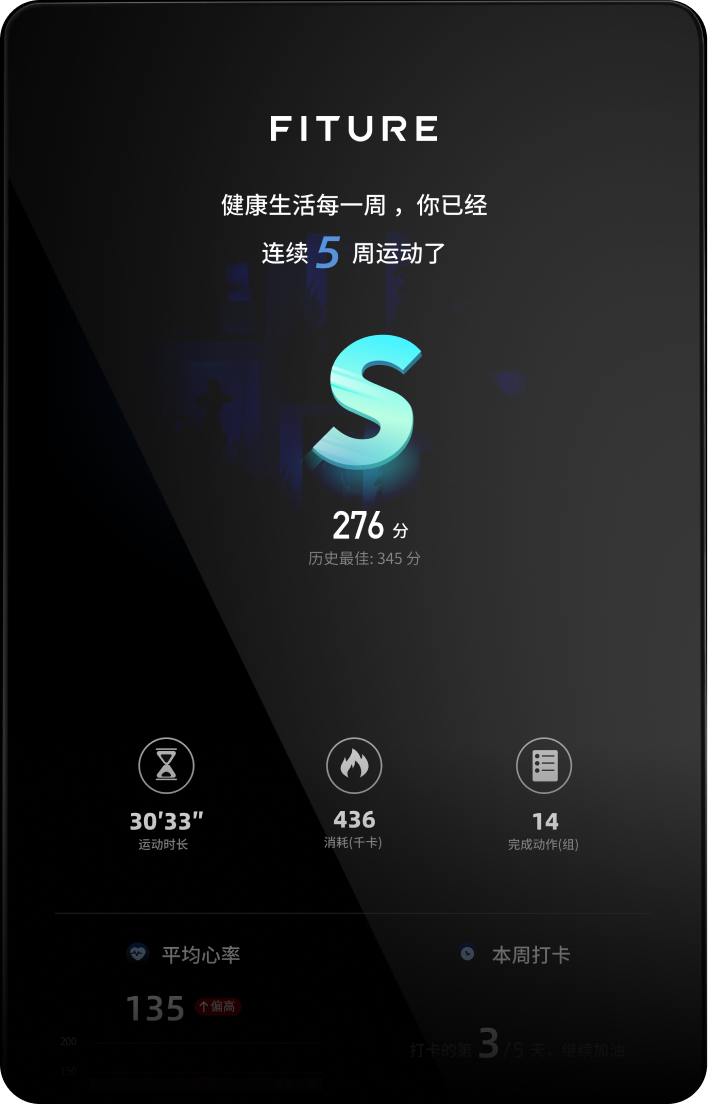 FITURE
健康生活每一周，你已经
连续 5 周运动了
S
276 分
历史最佳: 345 分
30'33"
运动时长
436
消耗(千卡)
14
完成动作(组)
平均心率
135 ↑偏高
200
150
本周打卡
打卡的第 3 /5 天，继续加油